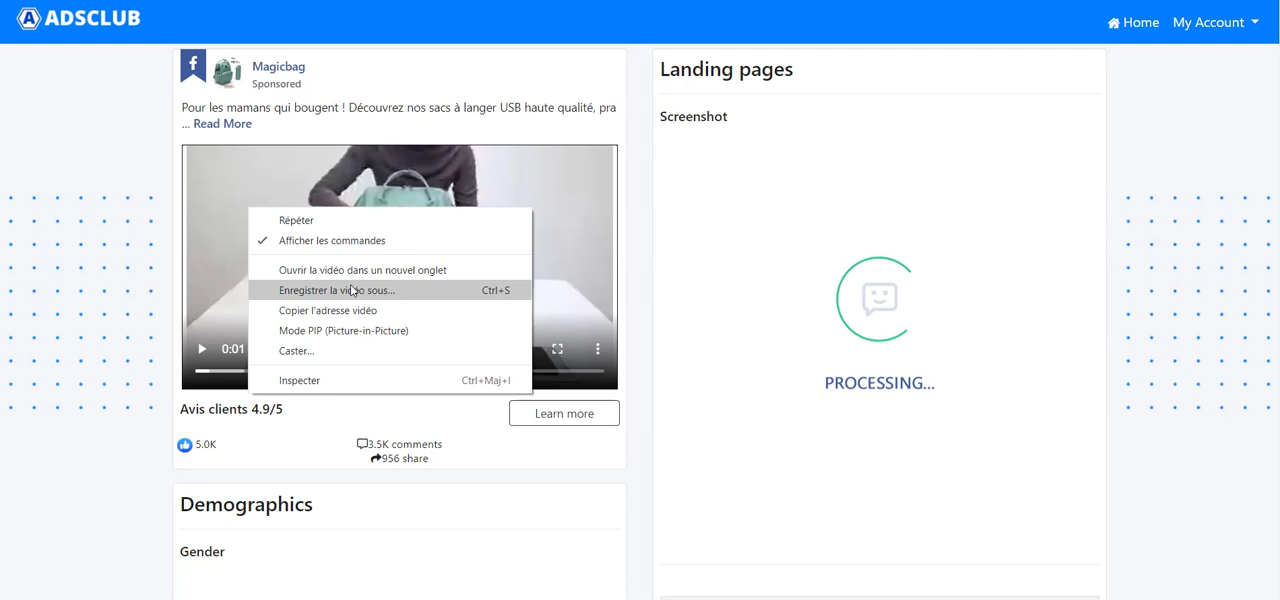 ADSCLUB
Home My Account
Magicbag
Sponsored
Pour les mamans qui bougent ! Découvrez nos sacs à langer USB haute qualité, pra
... Read More
Répéter
Afficher les commandes
Ouvrir la vidéo dans un nouvel onglet
Enregistrer la vidéo sous... Ctrl+S
Copier l'adresse vidéo
Mode PIP (Picture-in-Picture)
Caster...
Inspecter Ctrl+Maj+I
0:01
Avis clients 4.9/5
Learn more
5.0K
3.5K comments
956 share
Demographics
Gender
Landing pages
Screenshot
PROCESSING...